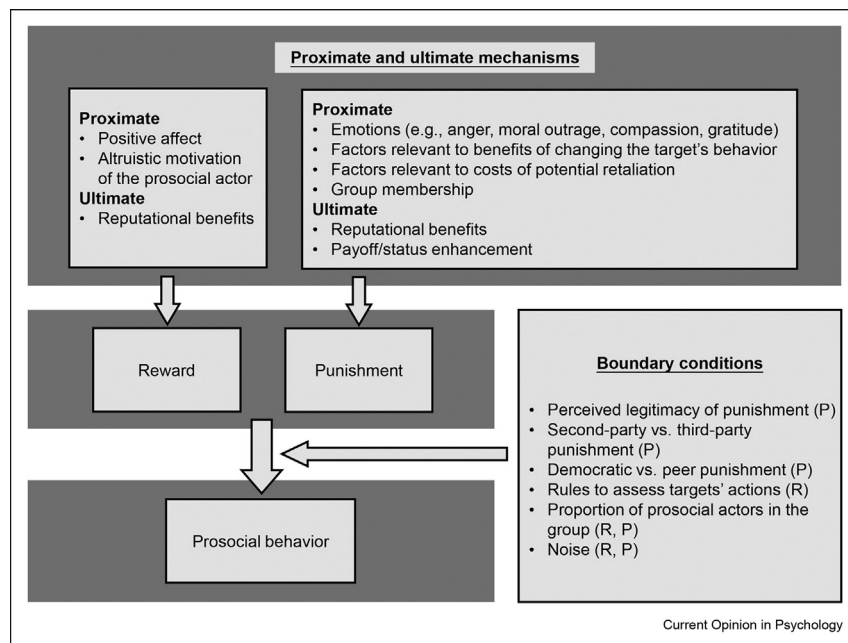 Proximate and ultimate mechanisms
Proximate
• Positive affect
• Altruistic motivation
of the prosocial actor
Ultimate
• Reputational benefits
Proximate
• Emotions (e.g., anger, moral outrage, compassion, gratitude)
• Factors relevant to benefits of changing the target's behavior
• Factors relevant to costs of potential retaliation
• Group membership
Ultimate
• Reputational benefits
• Payoff/status enhancement
Reward
Punishment
Boundary conditions
• Perceived legitimacy of punishment (P)
• Second-party vs. third-party
punishment (P)
• Democratic vs. peer punishment (P)
• Rules to assess targets' actions (R)
• Proportion of prosocial actors in the
group (R, P)
• Noise (R, P)
Prosocial behavior
Current Opinion in Psychology